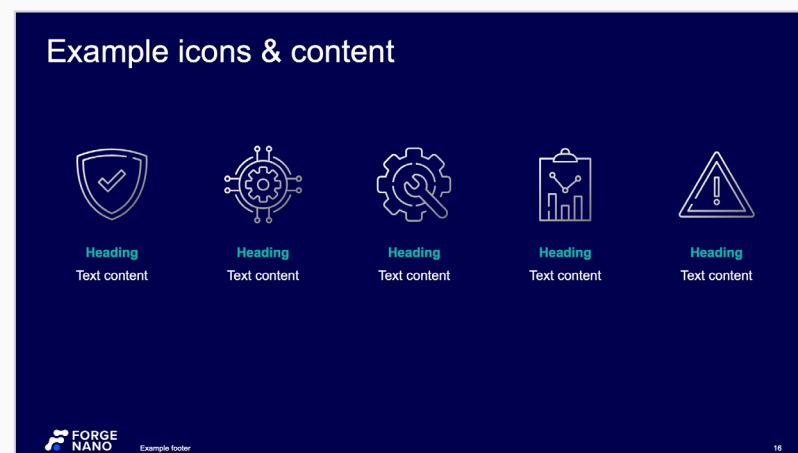 Example icons & content
Heading
Text content
Heading
Text content
Heading
Text content
Heading
Text content
Heading
Text content
FORGE
NANO
Example footer
16